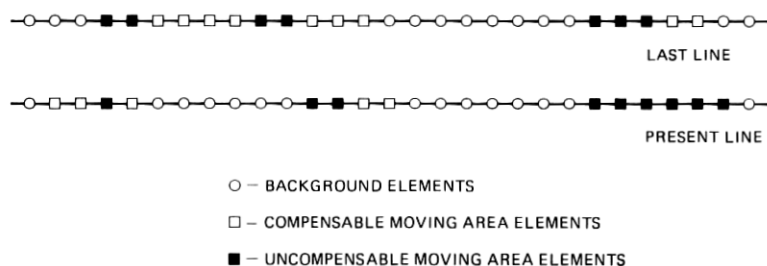 LAST LINE
PRESENT LINE
○ – BACKGROUND ELEMENTS
□ – COMPENSABLE MOVING AREA ELEMENTS
■ – UNCOMPENSABLE MOVING AREA ELEMENTS